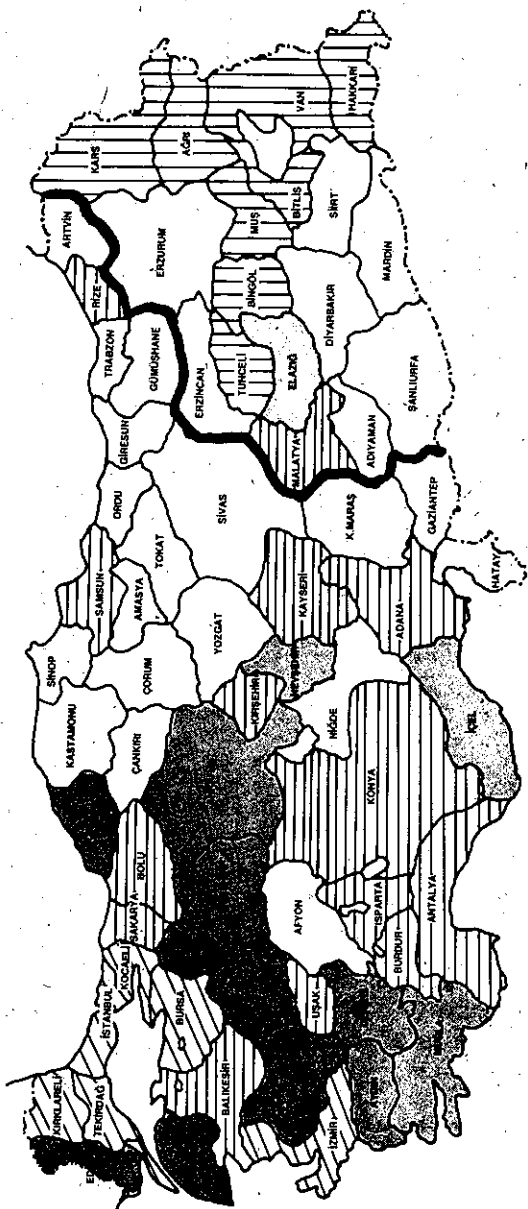 KIRKLARELİ
TEKİRDAĞ
İSTANBUL
KOCAELİ
SAKARYA
BOLU
KASTAMONU
SİNOP
ÇANKIRI
ÇORUM
SAMSUN
AMASYA
ORDU
TOKAT
GİRESUN
TRABZON
GÜMÜŞHANE
RİZE
ARTVİN
KARS
BURSA
BALIKESİR
YOZGAT
SİVAS
ERZİNCAN
ERZURUM
AĞRI
KIRŞEHİR
NEVŞEHİR
KAYSERİ
TUNCELİ
BİNGÖL
MUŞ
ELAZIĞ
MALATYA
BİTLİS
VAN
İZMİR
UŞAK
AFYON
KONYA
NİĞDE
K.MARAŞ
ADIYAMAN
DİYARBAKIR
SİİRT
HAKKARİ
ISPARTA
BURDUR
ANTALYA
İÇEL
ADANA
GAZİANTEP
ŞANLIURFA
MARDİN
HATAY